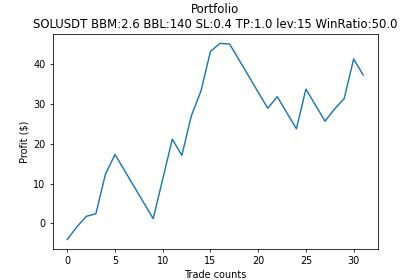 Portfolio
SOLUSDT BBM:2.6 BBL:140 SL:0.4 TP:1.0 lev:15 WinRatio:50.0
Profit ($)
40
30
20
10
0
0 5 10 15 20 25 30
Trade counts